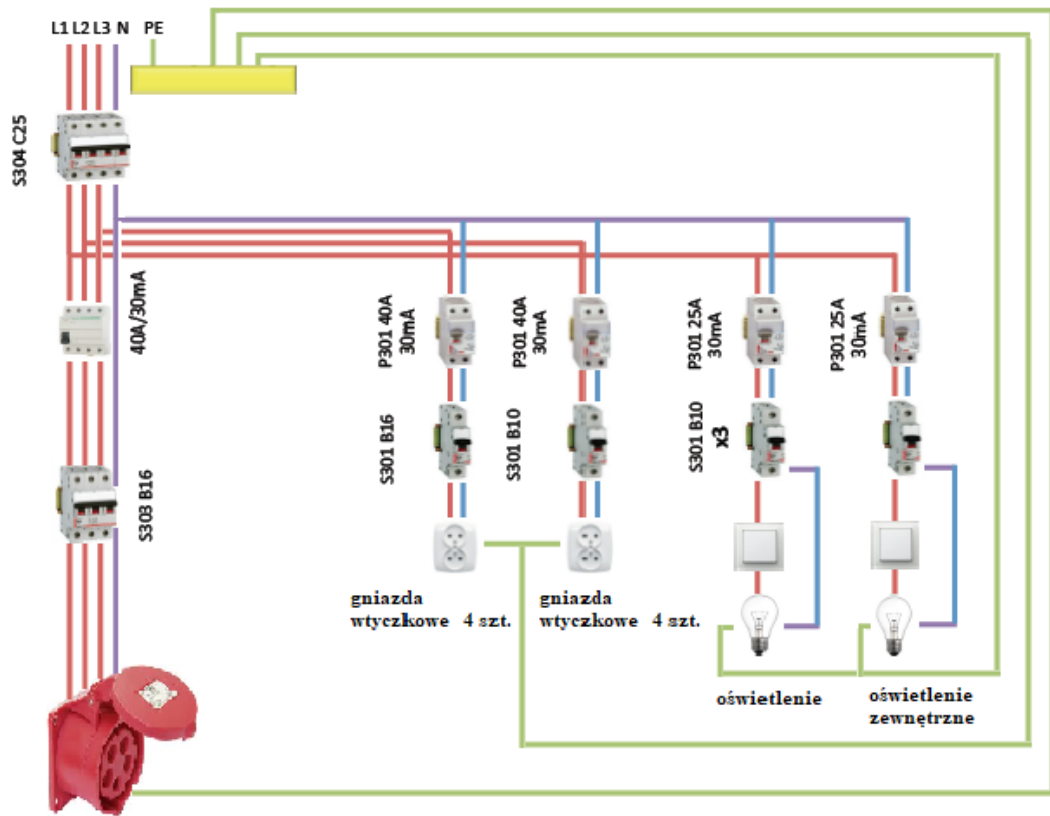 L1 L2 L3 N PE
S304 C25
40A/30mA
P301 40A
30mA
P301 40A
30mA
P301 25A
30mA
P301 25A
30mA
S301 B16
S301 B10
S301 B10
x3
S303 B16
gniazda
wtyczkowe 4 szt.
gniazda
wtyczkowe 4 szt.
oświetlenie
oświetlenie
zewnętrzne